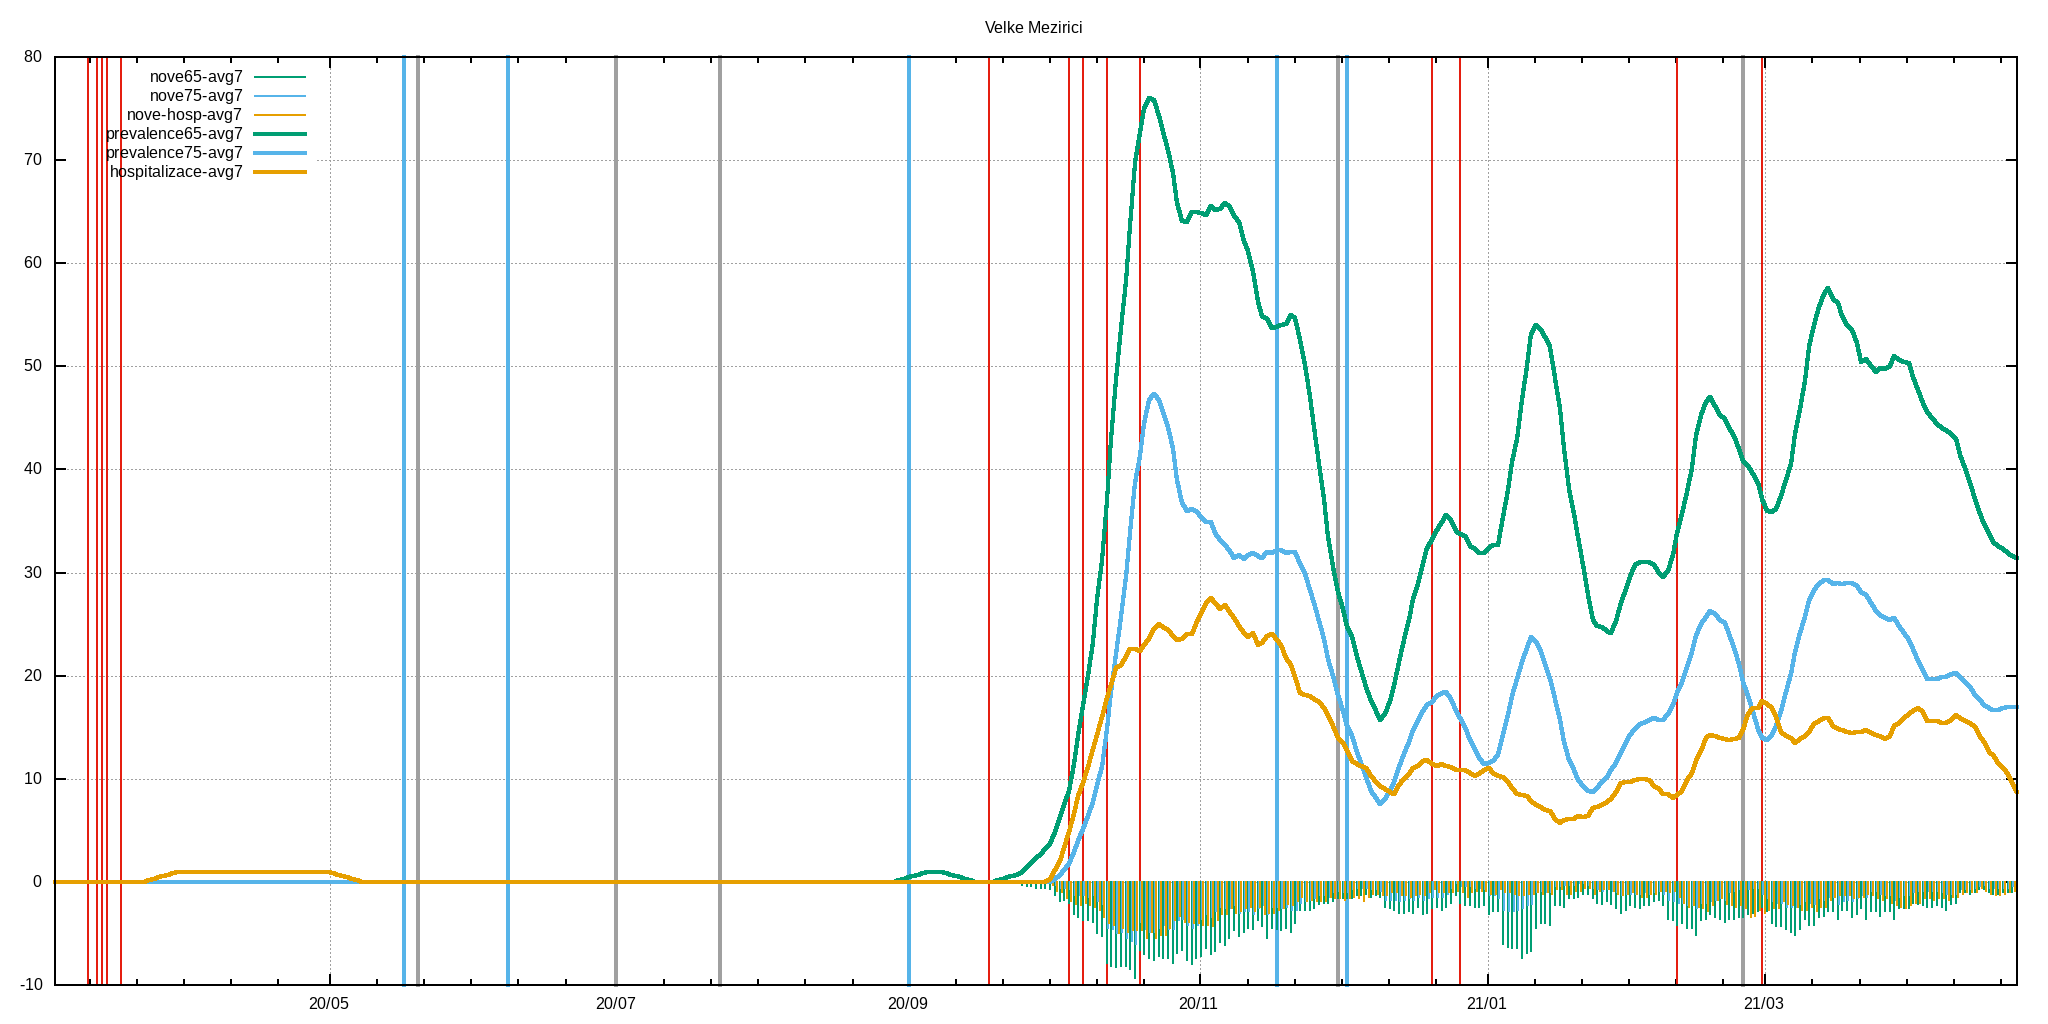 Velke Mezirici
80
nove65-avg7
nove75-avg7
nove-hosp-avg7
prevalence65-avg7
prevalence75-avg7
hospitalizace-avg7
70
60
50
40
30
20
10
0
-10
20/05 20/07 20/09 20/11 21/01 21/03